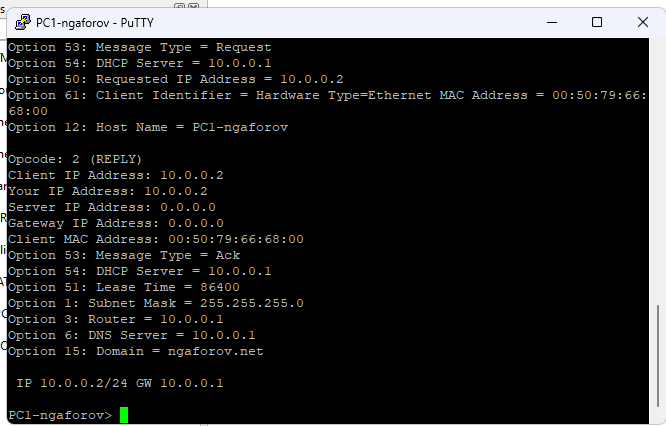 PC1-ngaforov - PuTTY
Option 53: Message Type = Request
Option 54: DHCP Server = 10.0.0.1
Option 50: Requested IP Address = 10.0.0.2
Option 61: Client Identifier = Hardware Type=Ethernet MAC Address = 00:50:79:66:
68:00
Option 12: Host Name = PC1-ngaforov
Opcode: 2 (REPLY)
Client IP Address: 10.0.0.2
Your IP Address: 10.0.0.2
Server IP Address: 0.0.0.0
Gateway IP Address: 0.0.0.0
Client MAC Address: 00:50:79:66:68:00
Option 53: Message Type = Ack
Option 54: DHCP Server = 10.0.0.1
Option 51: Lease Time = 86400
Option 1: Subnet Mask = 255.255.255.0
Option 3: Router = 10.0.0.1
Option 6: DNS Server = 10.0.0.1
Option 15: Domain = ngaforov.net
IP 10.0.0.2/24 GW 10.0.0.1
PC1-ngaforov>